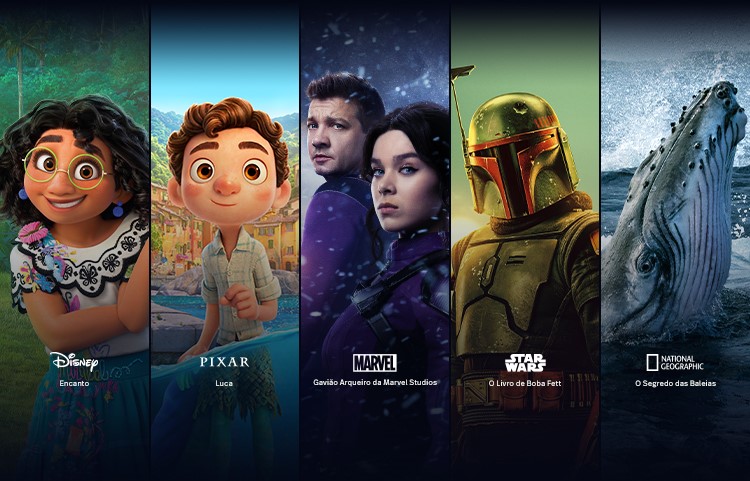 Disney
Encanto
PIXAR
Luca
MARVEL
Gavião Arqueiro da Marvel Studios
STAR
WARS
O Livro de Boba Fett
NATIONAL
GEOGRAPHIC
O Segredo das Baleias